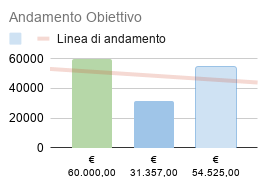 Andamento Obiettivo
Linea di andamento
60000
40000
20000
0
€ € €
60.000,00 31.357,00 54.525,00